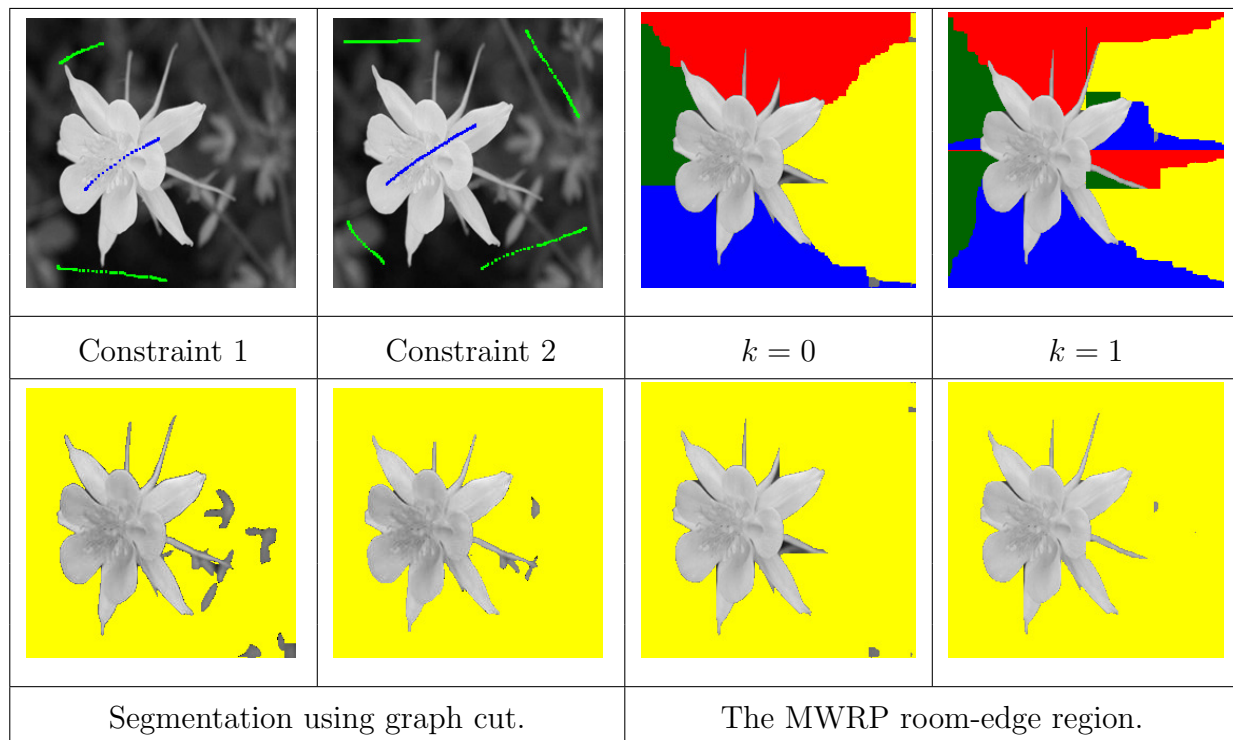 Constraint 1
Constraint 2
k = 0
k = 1
Segmentation using graph cut.
The MWRP room-edge region.